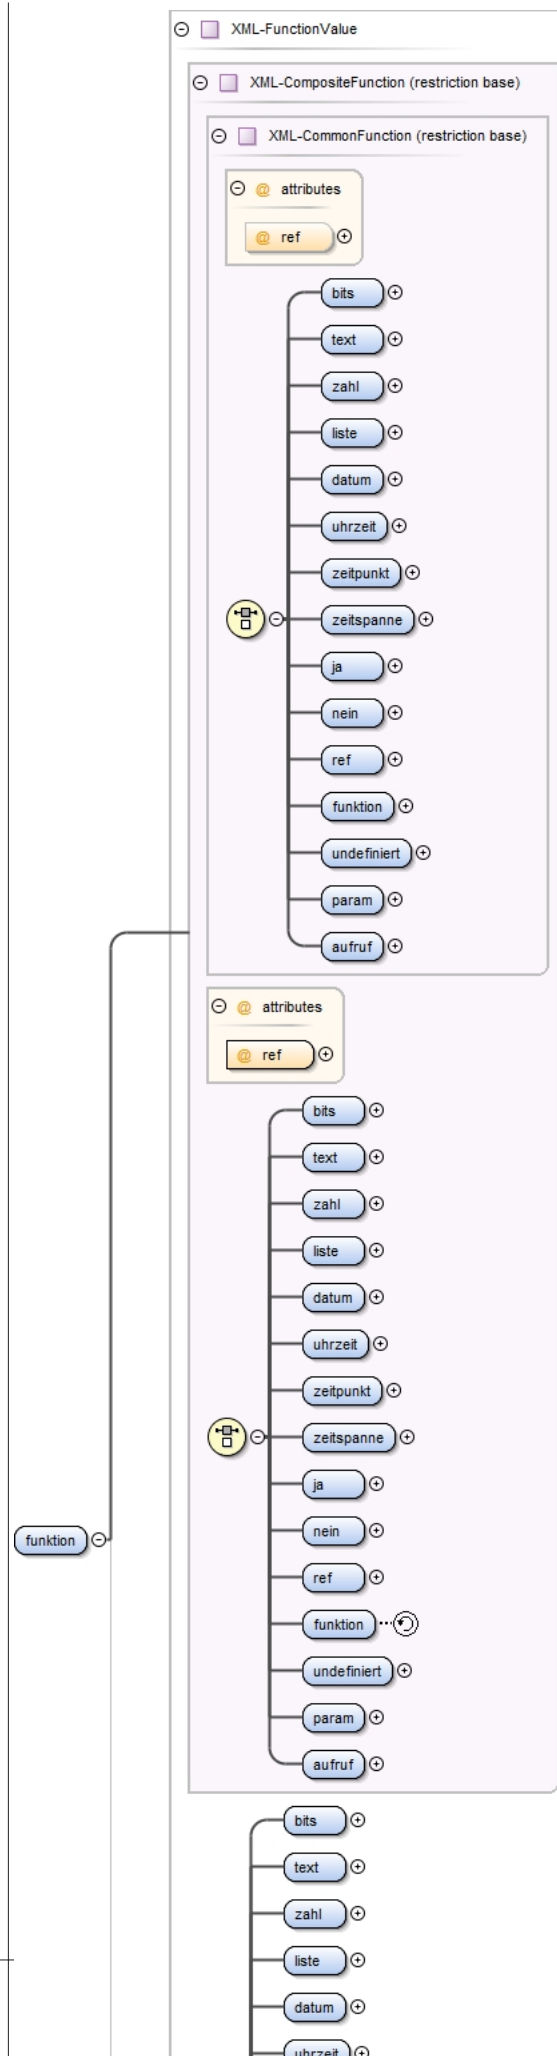 XML-FunctionValue
XML-CompositeFunction (restriction base)
XML-CommonFunction (restriction base)
@ attributes
@ ref
bits
text
zahl
liste
datum
uhrzeit
zeitpunkt
zeitspanne
ja
nein
ref
funktion
undefiniert
param
aufruf
@ attributes
@ ref
bits
text
zahl
liste
datum
uhrzeit
zeitpunkt
zeitspanne
ja
nein
funktion
ref
funktion
undefiniert
param
aufruf
bits
text
zahl
liste
datum
uhrzeit